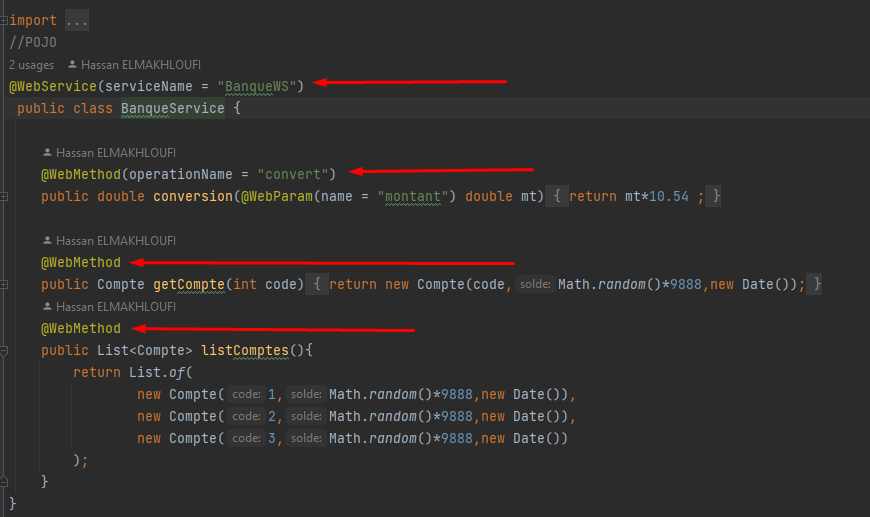 import ...
//POJO
2 usages Hassan ELMAKHLOUFI
@WebService(serviceName = "BanqueWS")
public class BanqueService {
Hassan ELMAKHLOUFI
@WebMethod(operationName = "convert")
public double conversion(@WebParam(name = "montant") double mt) { return mt*10.54 ; }
Hassan ELMAKHLOUFI
@WebMethod
public Compte getCompte(int code) { return new Compte(code, solde: Math.random()*9888,new Date()); }
Hassan ELMAKHLOUFI
@WebMethod
public List<Compte> listComptes(){
return List.of(
new Compte( code: 1, solde: Math.random()*9888,new Date()),
new Compte( code: 2, solde: Math.random()*9888,new Date()),
new Compte( code: 3, solde: Math.random()*9888,new Date())
);
}
}